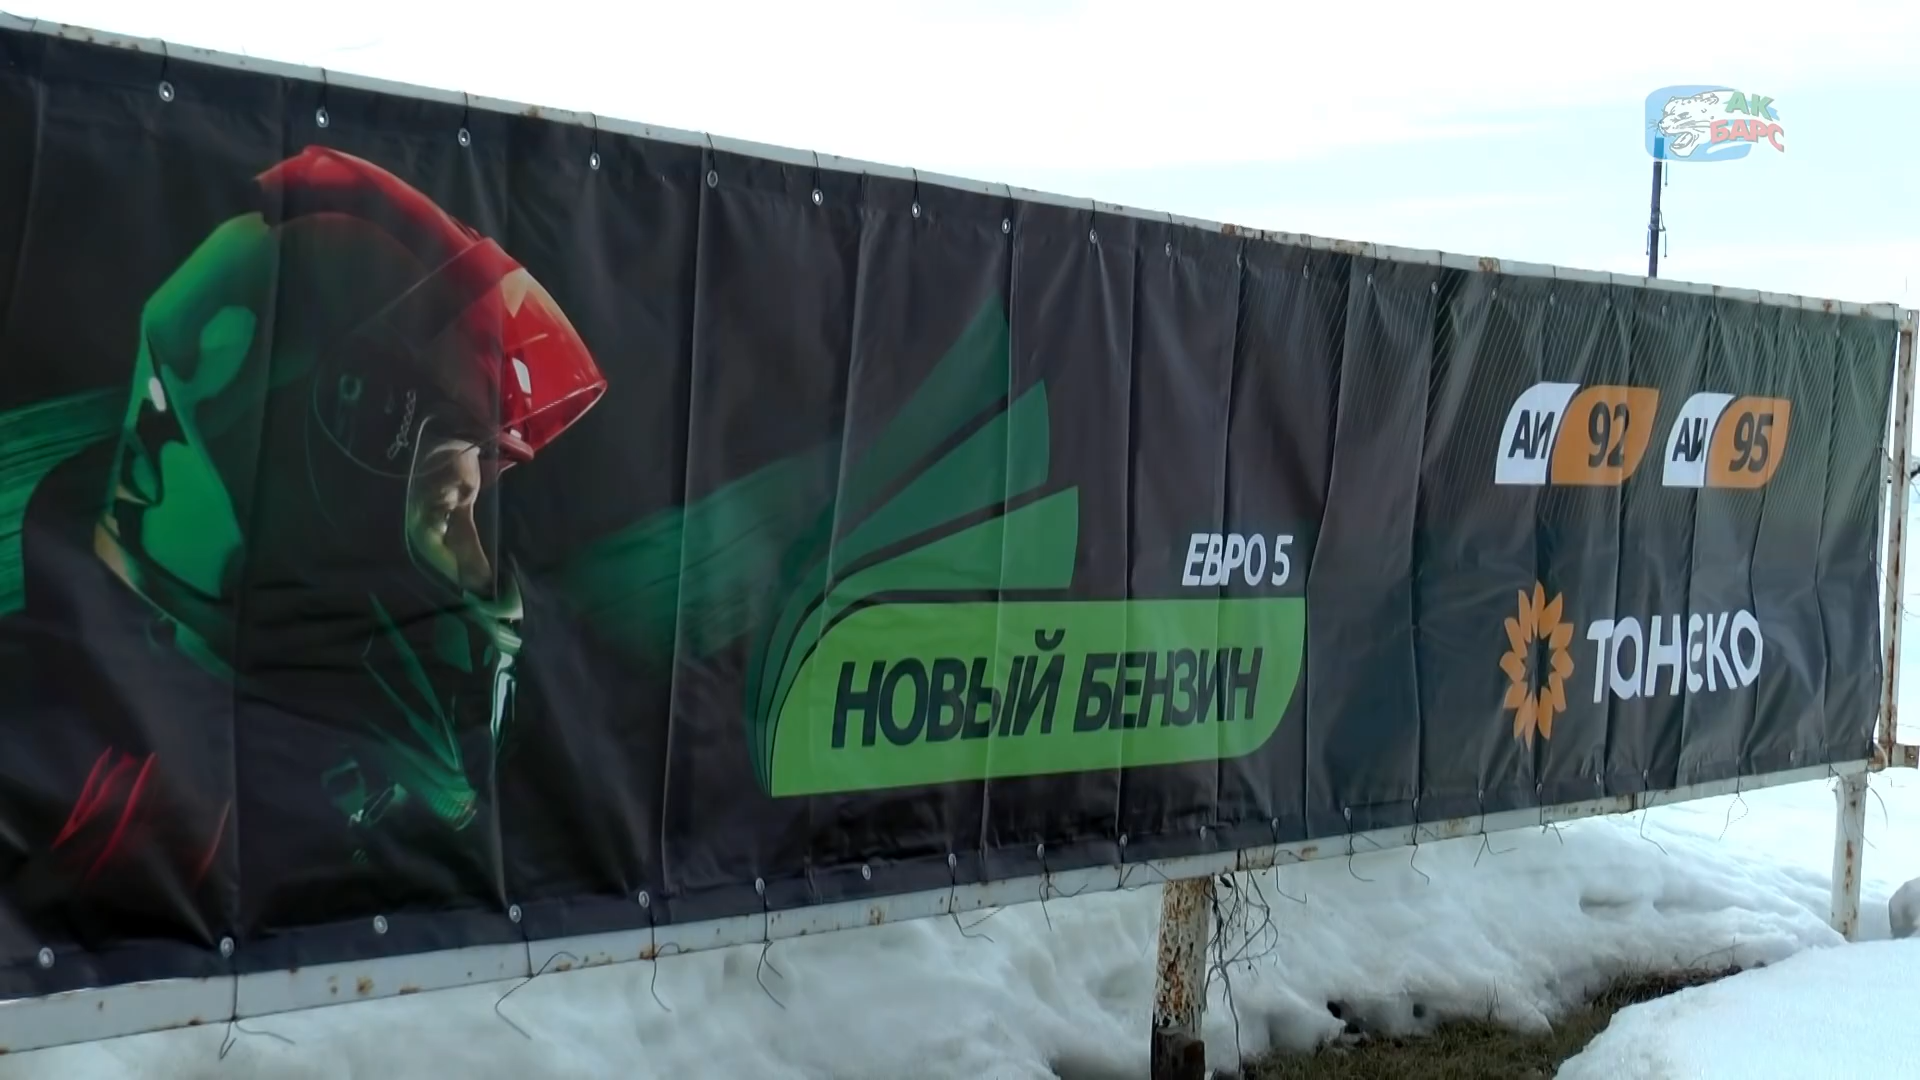 АК
БАРС
АИ 92 АИ 95
ЕВРО 5
НОВЫЙ БЕНЗИН
ТАНЕКО